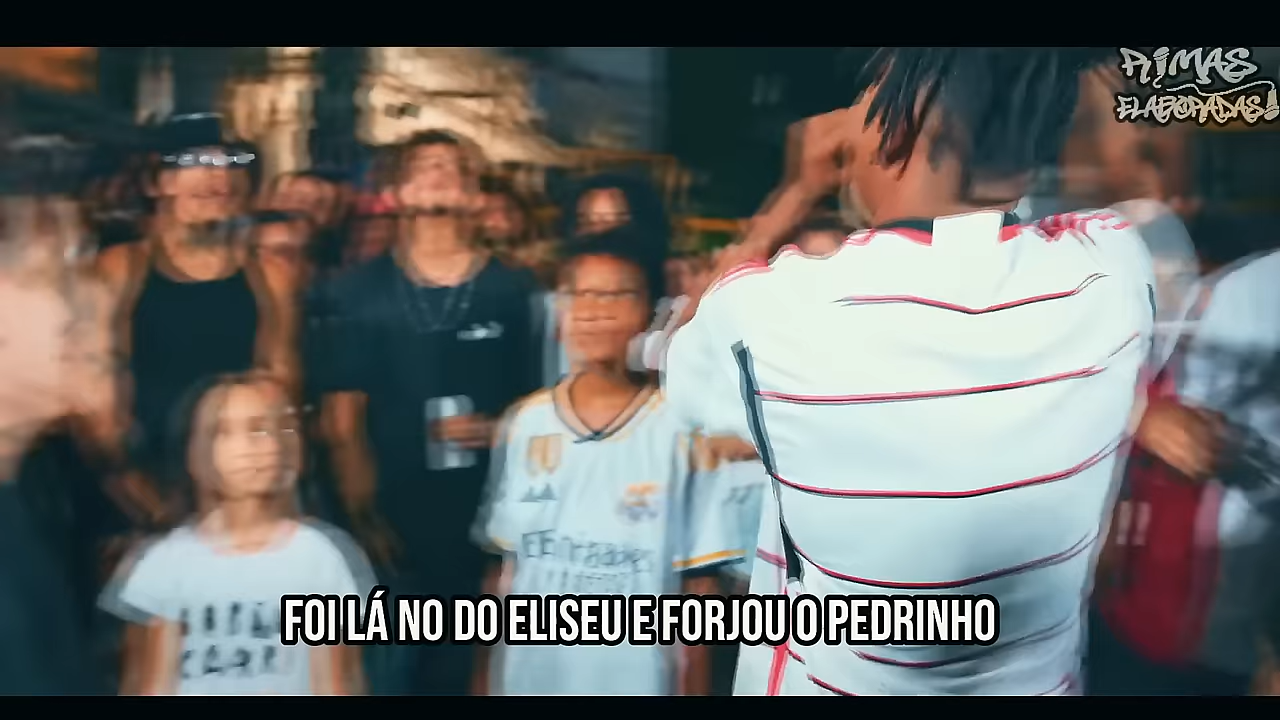 RIMAS
ELABORADAS!
FOI LÁ NO DO ELISEU E FORJOU O PEDRINHO